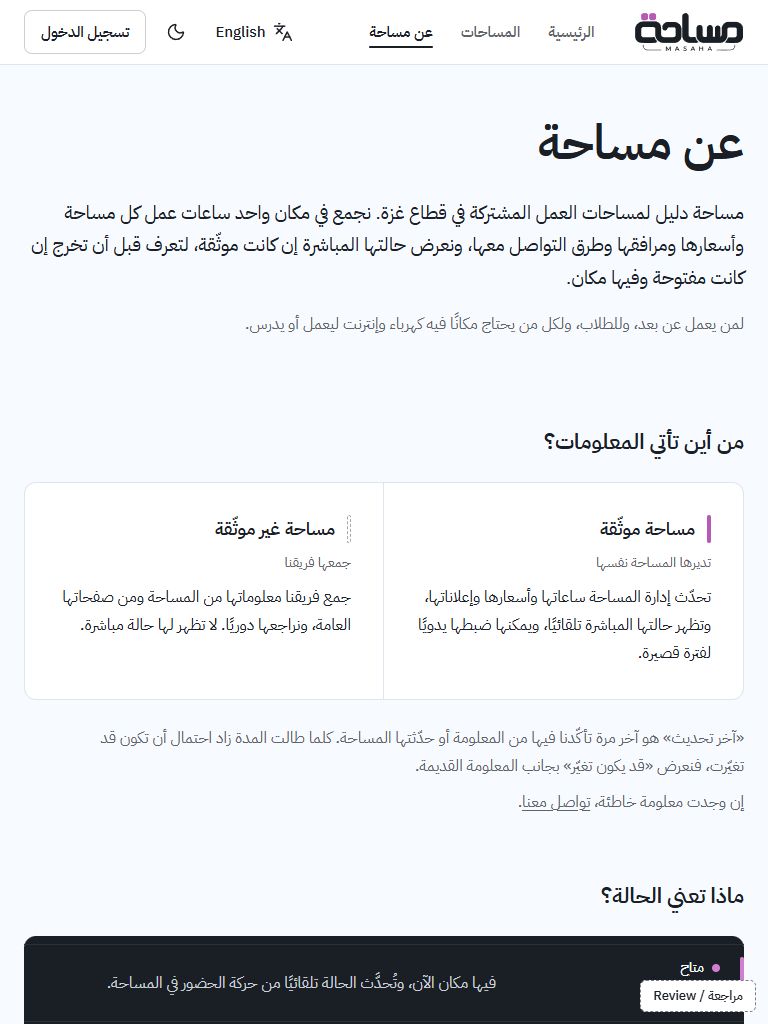 مساحة
MASAHA
الرئيسية
المساحات
عن مساحة
English
تسجيل الدخول
عن مساحة
مساحة دليل لمساحات العمل المشتركة في قطاع غزة. نجمع في مكان واحد ساعات عمل كل مساحة
وأسعارها ومرافقها وطرق التواصل معها، ونعرض حالتها المباشرة إن كانت موثّقة، لتعرف قبل أن تخرج إن
كانت مفتوحة وفيها مكان.
لمن يعمل عن بعد، وللطلاب، ولكل من يحتاج مكانًا فيه كهرباء وإنترنت ليعمل أو يدرس.
من أين تأتي المعلومات؟
مساحة موثّقة
تديرها المساحة نفسها
تحدّث إدارة المساحة ساعاتها وأسعارها وإعلاناتها،
وتظهر حالتها المباشرة تلقائيًا، ويمكنها ضبطها يدويًا
لفترة قصيرة.
مساحة غير موثّقة
جمعها فريقنا
جمع فريقنا معلوماتها من المساحة ومن صفحاتها
العامة، ونراجعها دوريًا. لا تظهر لها حالة مباشرة.
«آخر تحديث» هو آخر مرة تأكّدنا فيها من المعلومة أو حدّثتها المساحة. كلما طالت المدة زاد احتمال أن تكون قد
تغيّرت، فنعرض «قد يكون تغيّر» بجانب المعلومة القديمة.
إن وجدت معلومة خاطئة، تواصل معنا.
ماذا تعني الحالة؟
متاح
فيها مكان الآن، وتُحدَّث الحالة تلقائيًا من حركة الحضور في المساحة.
مراجعة / Review